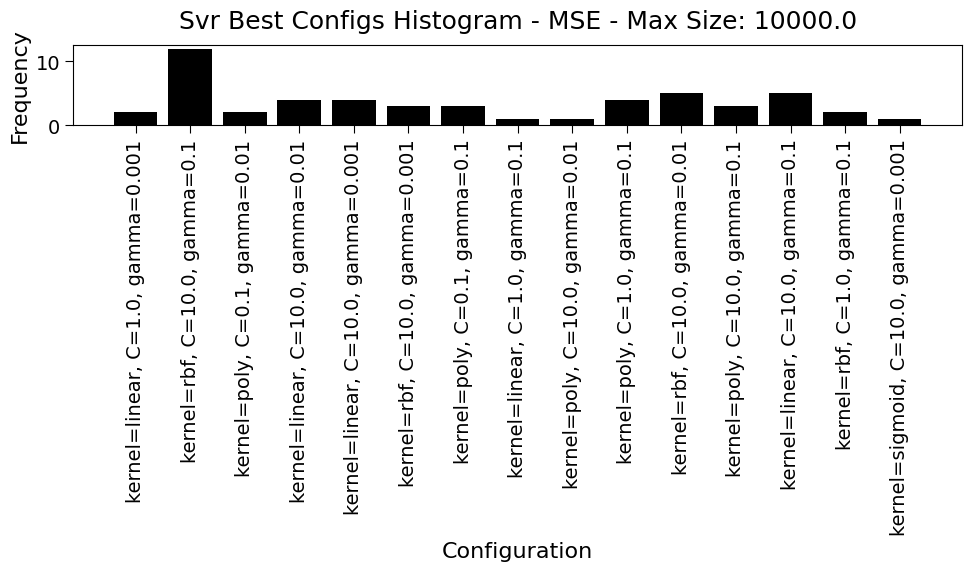 Svr Best Configs Histogram - MSE - Max Size: 10000.0
Frequency
10
0
kernel=linear, C=1.0, gamma=0.001
kernel=rbf, C=10.0, gamma=0.1
kernel=poly, C=0.1, gamma=0.01
kernel=linear, C=10.0, gamma=0.01
kernel=linear, C=10.0, gamma=0.001
kernel=rbf, C=10.0, gamma=0.001
kernel=poly, C=0.1, gamma=0.1
kernel=linear, C=1.0, gamma=0.1
kernel=poly, C=10.0, gamma=0.01
kernel=poly, C=1.0, gamma=0.1
kernel=rbf, C=10.0, gamma=0.01
kernel=poly, C=10.0, gamma=0.1
kernel=linear, C=10.0, gamma=0.1
kernel=rbf, C=1.0, gamma=0.1
kernel=sigmoid, C=10.0, gamma=0.001
Configuration